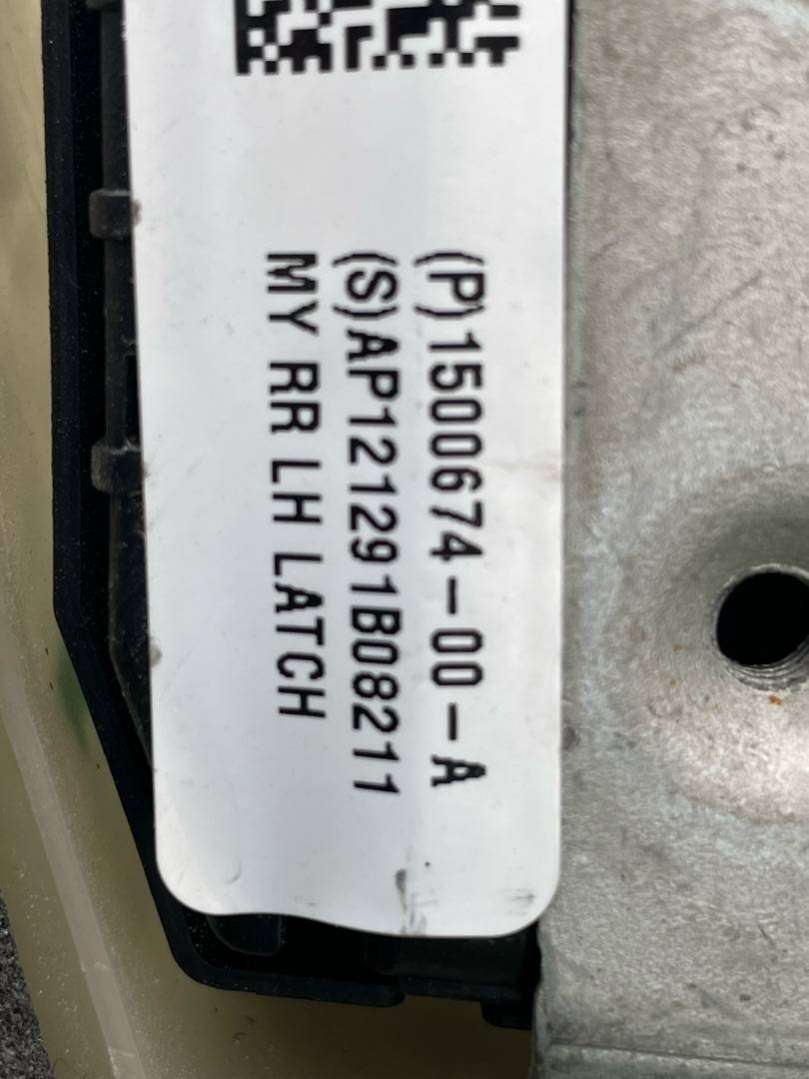 (P)1500674-00-A
(S)AP121291B08211
MY RR LH LATCH